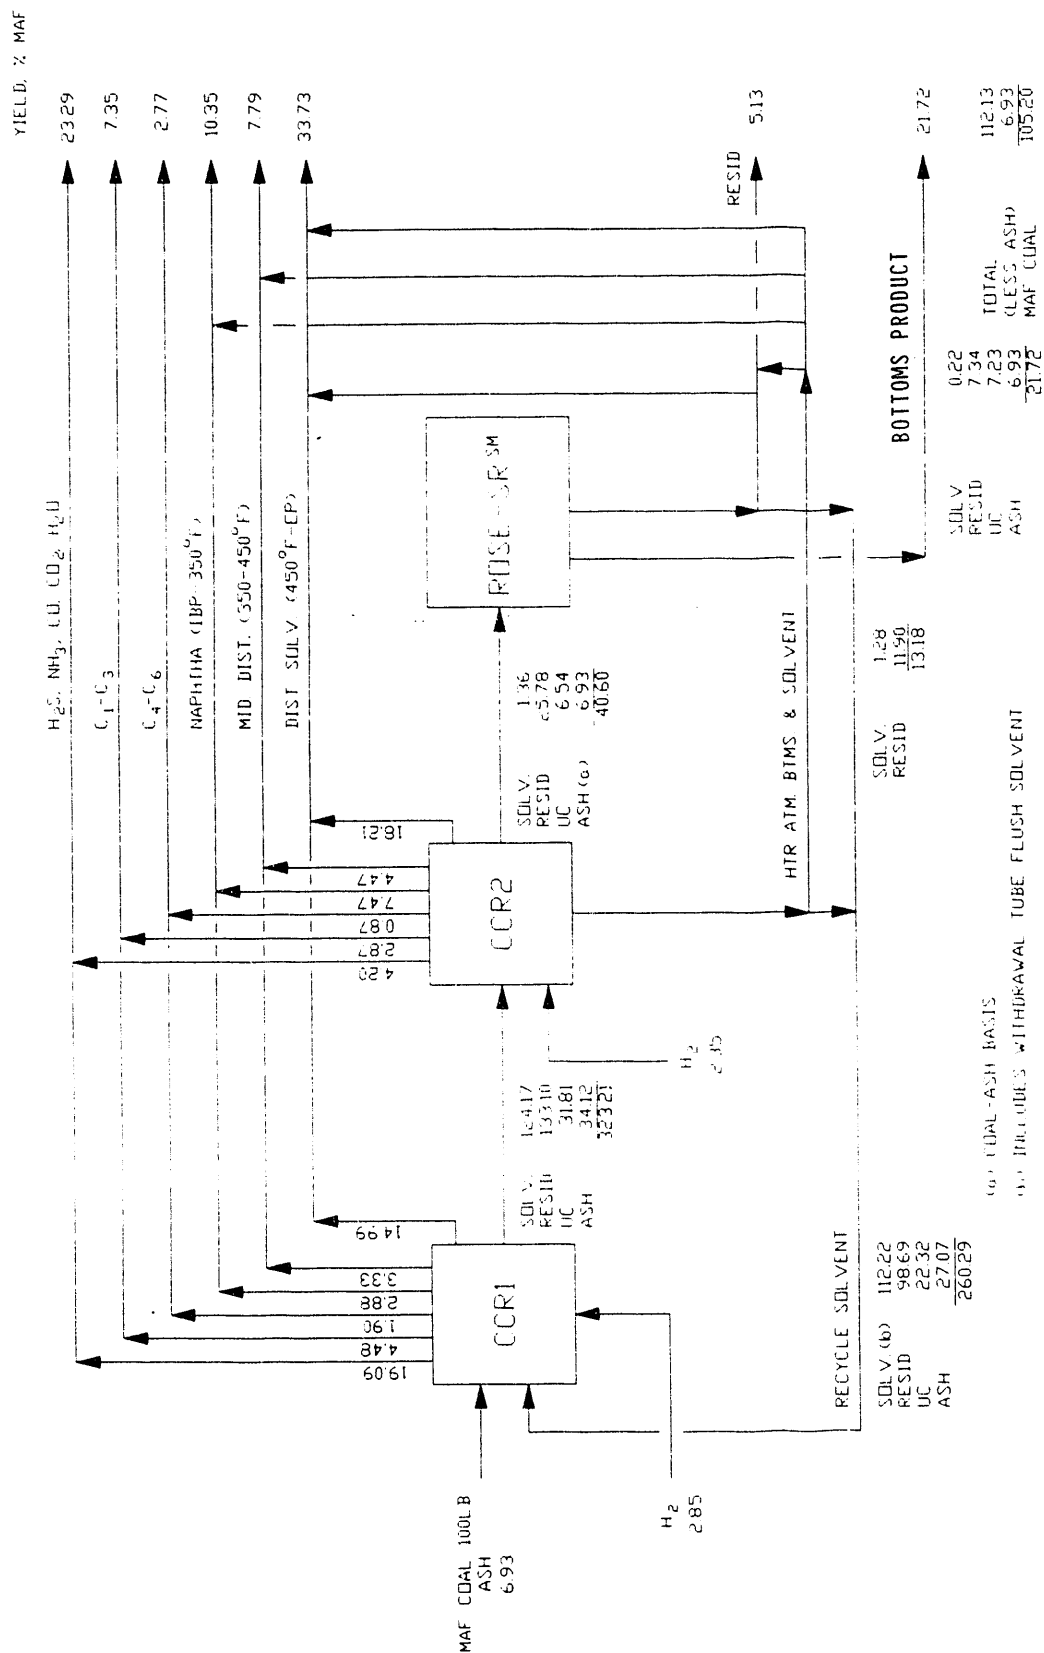 YIELD, % MAF
H2S, NH3, CO, CO2, H2O 23.29
C1-C3 7.35
C4-C6 2.77
NAPHTHA (IBP-350°F) 10.35
MID DIST. (350-450°F) 7.79
DIST SOLV (450°F-EP) 33.73
19.09
4.48
1.90
2.88
3.33
14.99
4.20
2.87
0.87
7.47
4.47
18.21
MAF COAL 100LB
ASH
6.93
CCR1
CCR2
ROSE-SR SM
H2
2.85
SOLV. 124.17
RESID 133.10
UC 31.81
ASH 34.12
323.21
H2
2.35
SOLV. 1.36
RESID 25.78
UC 6.54
ASH (a) 6.93
40.60
RESID 5.13
HTR ATM. BTMS & SOLVENT
RECYCLE SOLVENT
SOLV. (b) 112.22
RESID 98.69
UC 22.32
ASH 27.07
260.29
SOLV. 1.28
RESID 11.90
13.18
BOTTOMS PRODUCT 21.72
SOLV 0.22
RESID 7.34
UC 7.23
ASH 6.93
21.72
TOTAL 112.13
(LESS ASH) 6.93
MAF COAL 105.20
(a) COAL-ASH BASIS
(b) INCLUDES WITHDRAWAL TUBE FLUSH SOLVENT